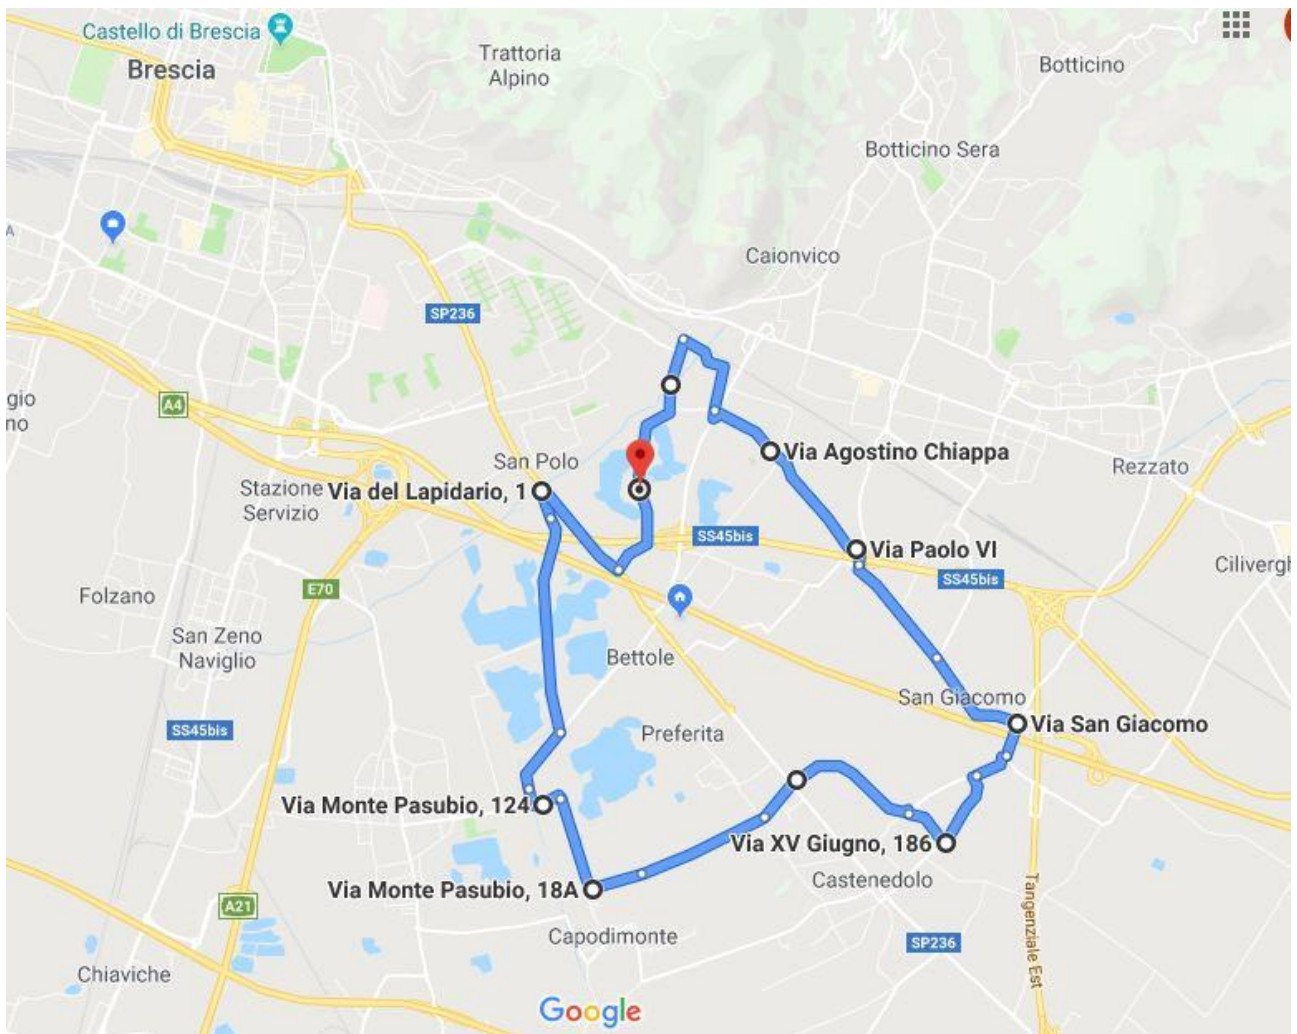 Castello di Brescia
Brescia
Trattoria
Alpino
Botticino
Botticino Sera
Caionvico
SP236
A4
gio
no
A
San Polo
Via Agostino Chiappa
Rezzato
Stazione
Servizio
Via del Lapidario, 1
SS45bis
Via Paolo VI
SS45bis
Cilivergh
E70
Folzano
San Zeno
Naviglio
Bettole
San Giacomo
SS45bis
Preferita
Via San Giacomo
Via Monte Pasubio, 124
Via XV Giugno, 186
Via Monte Pasubio, 18A
Castenedolo
A21
Tangenziale Est
Capodimonte
SP236
Chiaviche
Google